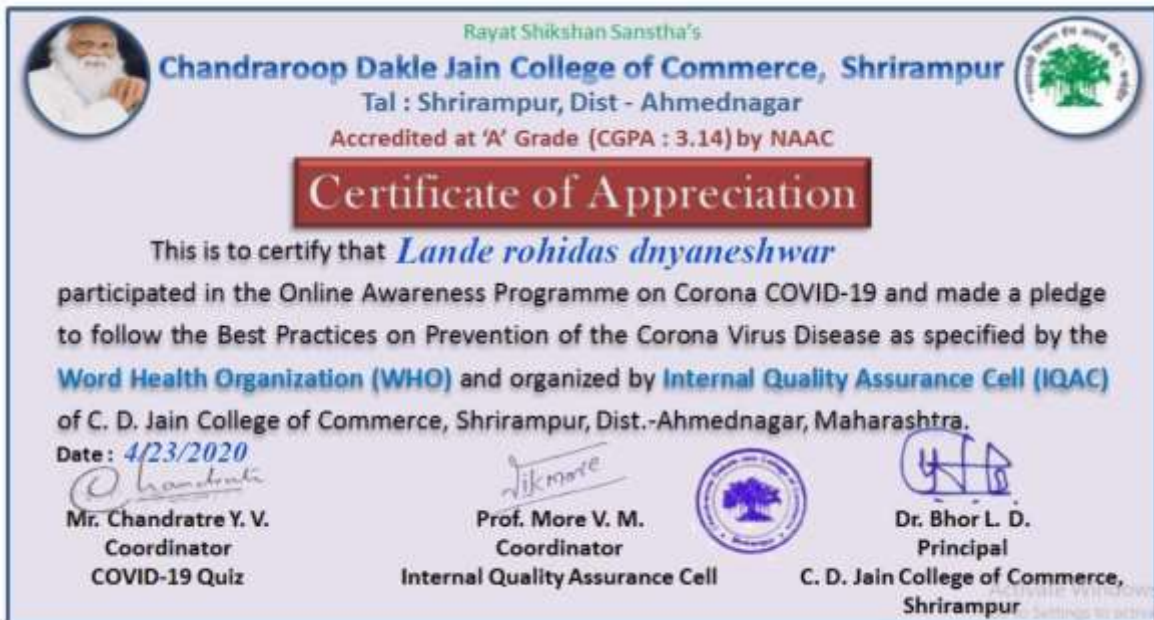 Rayat Shikshan Sanstha's
Chandraroop Dakle Jain College of Commerce, Shrirampur
Tal : Shrirampur, Dist - Ahmednagar
Accredited at 'A' Grade (CGPA : 3.14) by NAAC
Certificate of Appreciation
This is to certify that Lande rohidas dnyaneshwar
participated in the Online Awareness Programme on Corona COVID-19 and made a pledge
to follow the Best Practices on Prevention of the Corona Virus Disease as specified by the
Word Health Organization (WHO) and organized by Internal Quality Assurance Cell (IQAC)
of C. D. Jain College of Commerce, Shrirampur, Dist.-Ahmednagar, Maharashtra.
Date : 4/23/2020
Mr. Chandratre Y. V.
Coordinator
COVID-19 Quiz
Vikmore
Prof. More V. M.
Coordinator
Internal Quality Assurance Cell
Dr. Bhor L. D.
Principal
C. D. Jain College of Commerce,
Shrirampur
Activate Windows